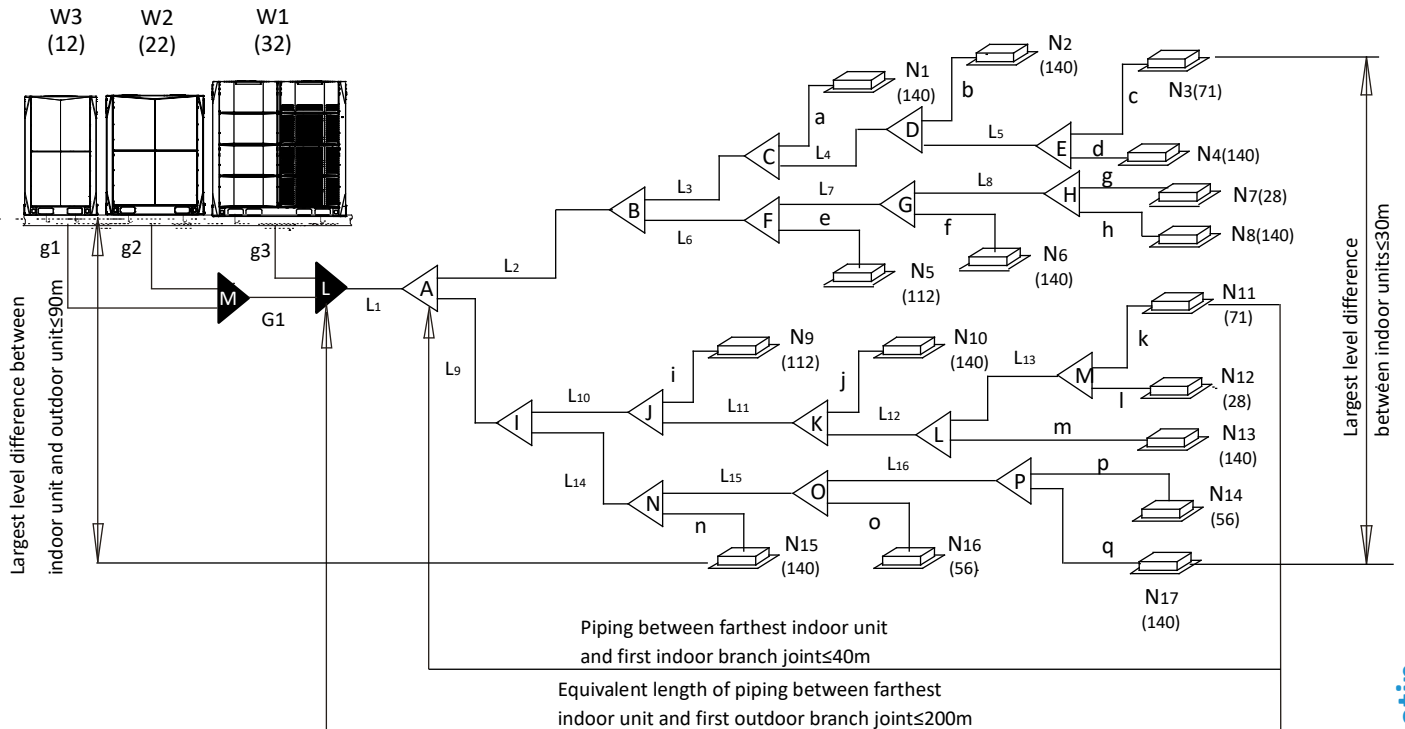 W3
(12)
W2
(22)
W1
(32)
N1
(140)
N2
(140)
N3(71)
N4(140)
N5
(112)
N6
(140)
N7(28)
N8(140)
N9
(112)
N10
(140)
N11
(71)
N12
(28)
N13
(140)
N14
(56)
N15
(140)
N16
(56)
N17
(140)
a
b
c
d
e
f
g
h
i
j
k
l
m
n
o
p
q
g1
g2
g3
G1
M
L
A
B
C
D
E
F
G
H
I
J
K
L
M
N
O
P
L1
L2
L3
L4
L5
L6
L7
L8
L9
L10
L11
L12
L13
L14
L15
L16
Largest level difference between
indoor unit and outdoor unit≤90m
Largest level difference
between indoor units≤30m
Piping between farthest indoor unit
and first indoor branch joint≤40m
Equivalent length of piping between farthest
indoor unit and first outdoor branch joint≤200m